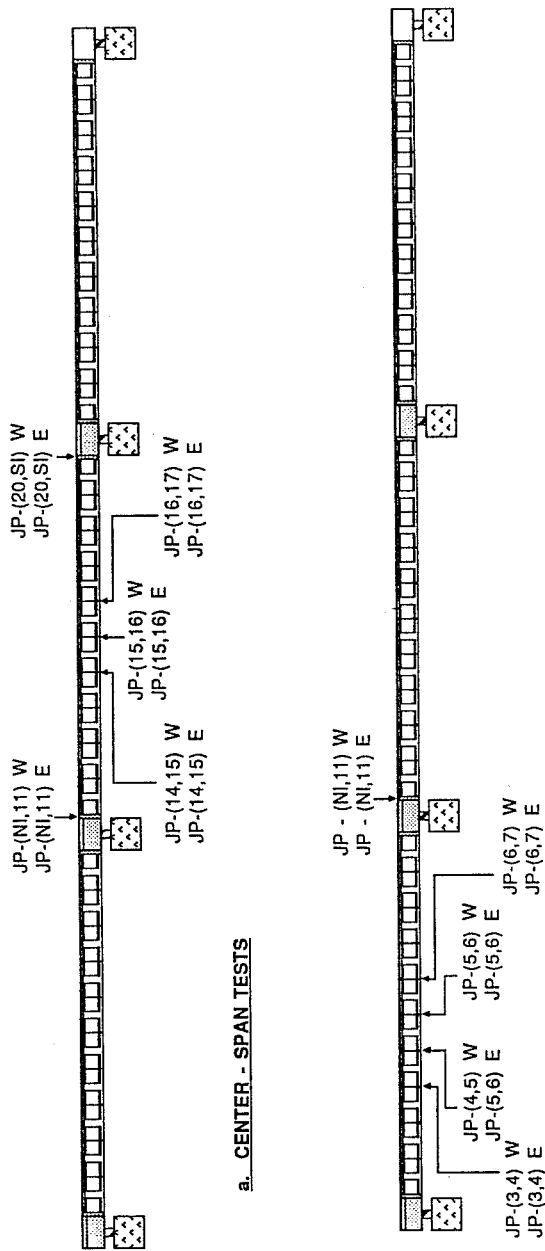 JP-(NI,11) W
JP-(NI,11) E
JP-(20,SI) W
JP-(20,SI) E
JP-(14,15) W
JP-(14,15) E
JP-(15,16) W
JP-(15,16) E
JP-(16,17) W
JP-(16,17) E
a. CENTER - SPAN TESTS
JP - (NI,11) W
JP - (NI,11) E
JP-(3,4) W
JP-(3,4) E
JP-(4,5) W
JP-(5,6) E
JP-(5,6) W
JP-(5,6) E
JP-(6,7) W
JP-(6,7) E